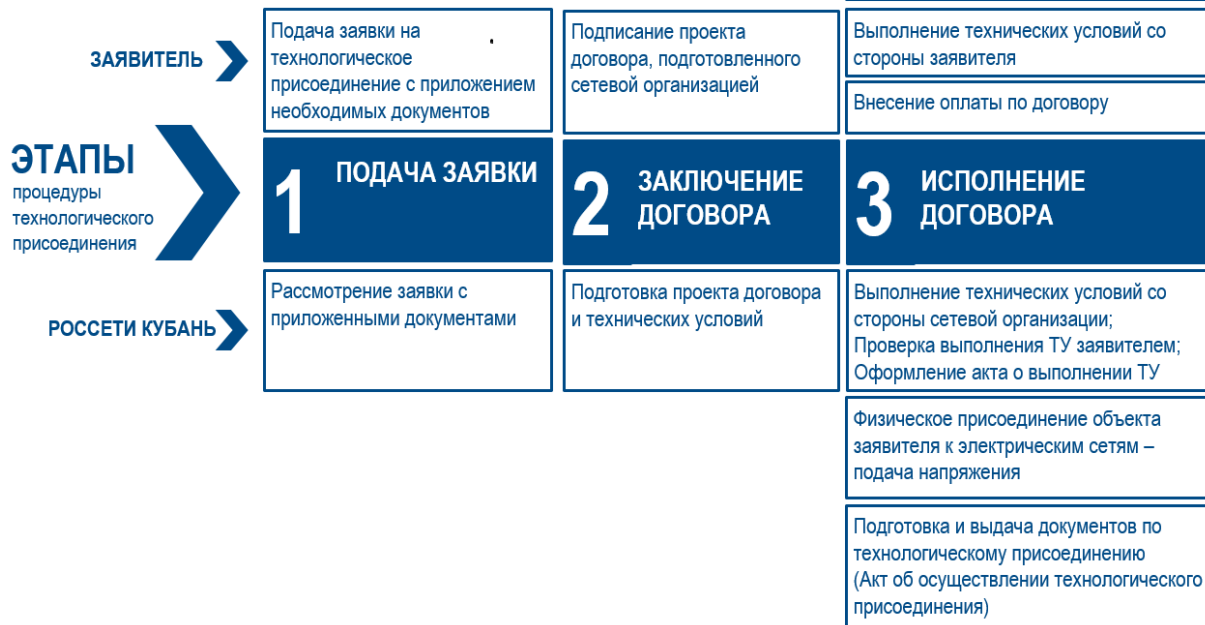 ЗАЯВИТЕЛЬ
Подача заявки на
технологическое
присоединение с приложением
необходимых документов
Подписание проекта
договора, подготовленного
сетевой организацией
Выполнение технических условий со
стороны заявителя
Внесение оплаты по договору
ЭТАПЫ
процедуры
технологического
присоединения
1
ПОДАЧА ЗАЯВКИ
2
ЗАКЛЮЧЕНИЕ
ДОГОВОРА
3
ИСПОЛНЕНИЕ
ДОГОВОРА
РОССЕТИ КУБАНЬ
Рассмотрение заявки с
приложенными документами
Подготовка проекта договора
и технических условий
Выполнение технических условий со
стороны сетевой организации;
Проверка выполнения ТУ заявителем;
Оформление акта о выполнении ТУ
Физическое присоединение объекта
заявителя к электрическим сетям –
подача напряжения
Подготовка и выдача документов по
технологическому присоединению
(Акт об осуществлении технологического
присоединения)